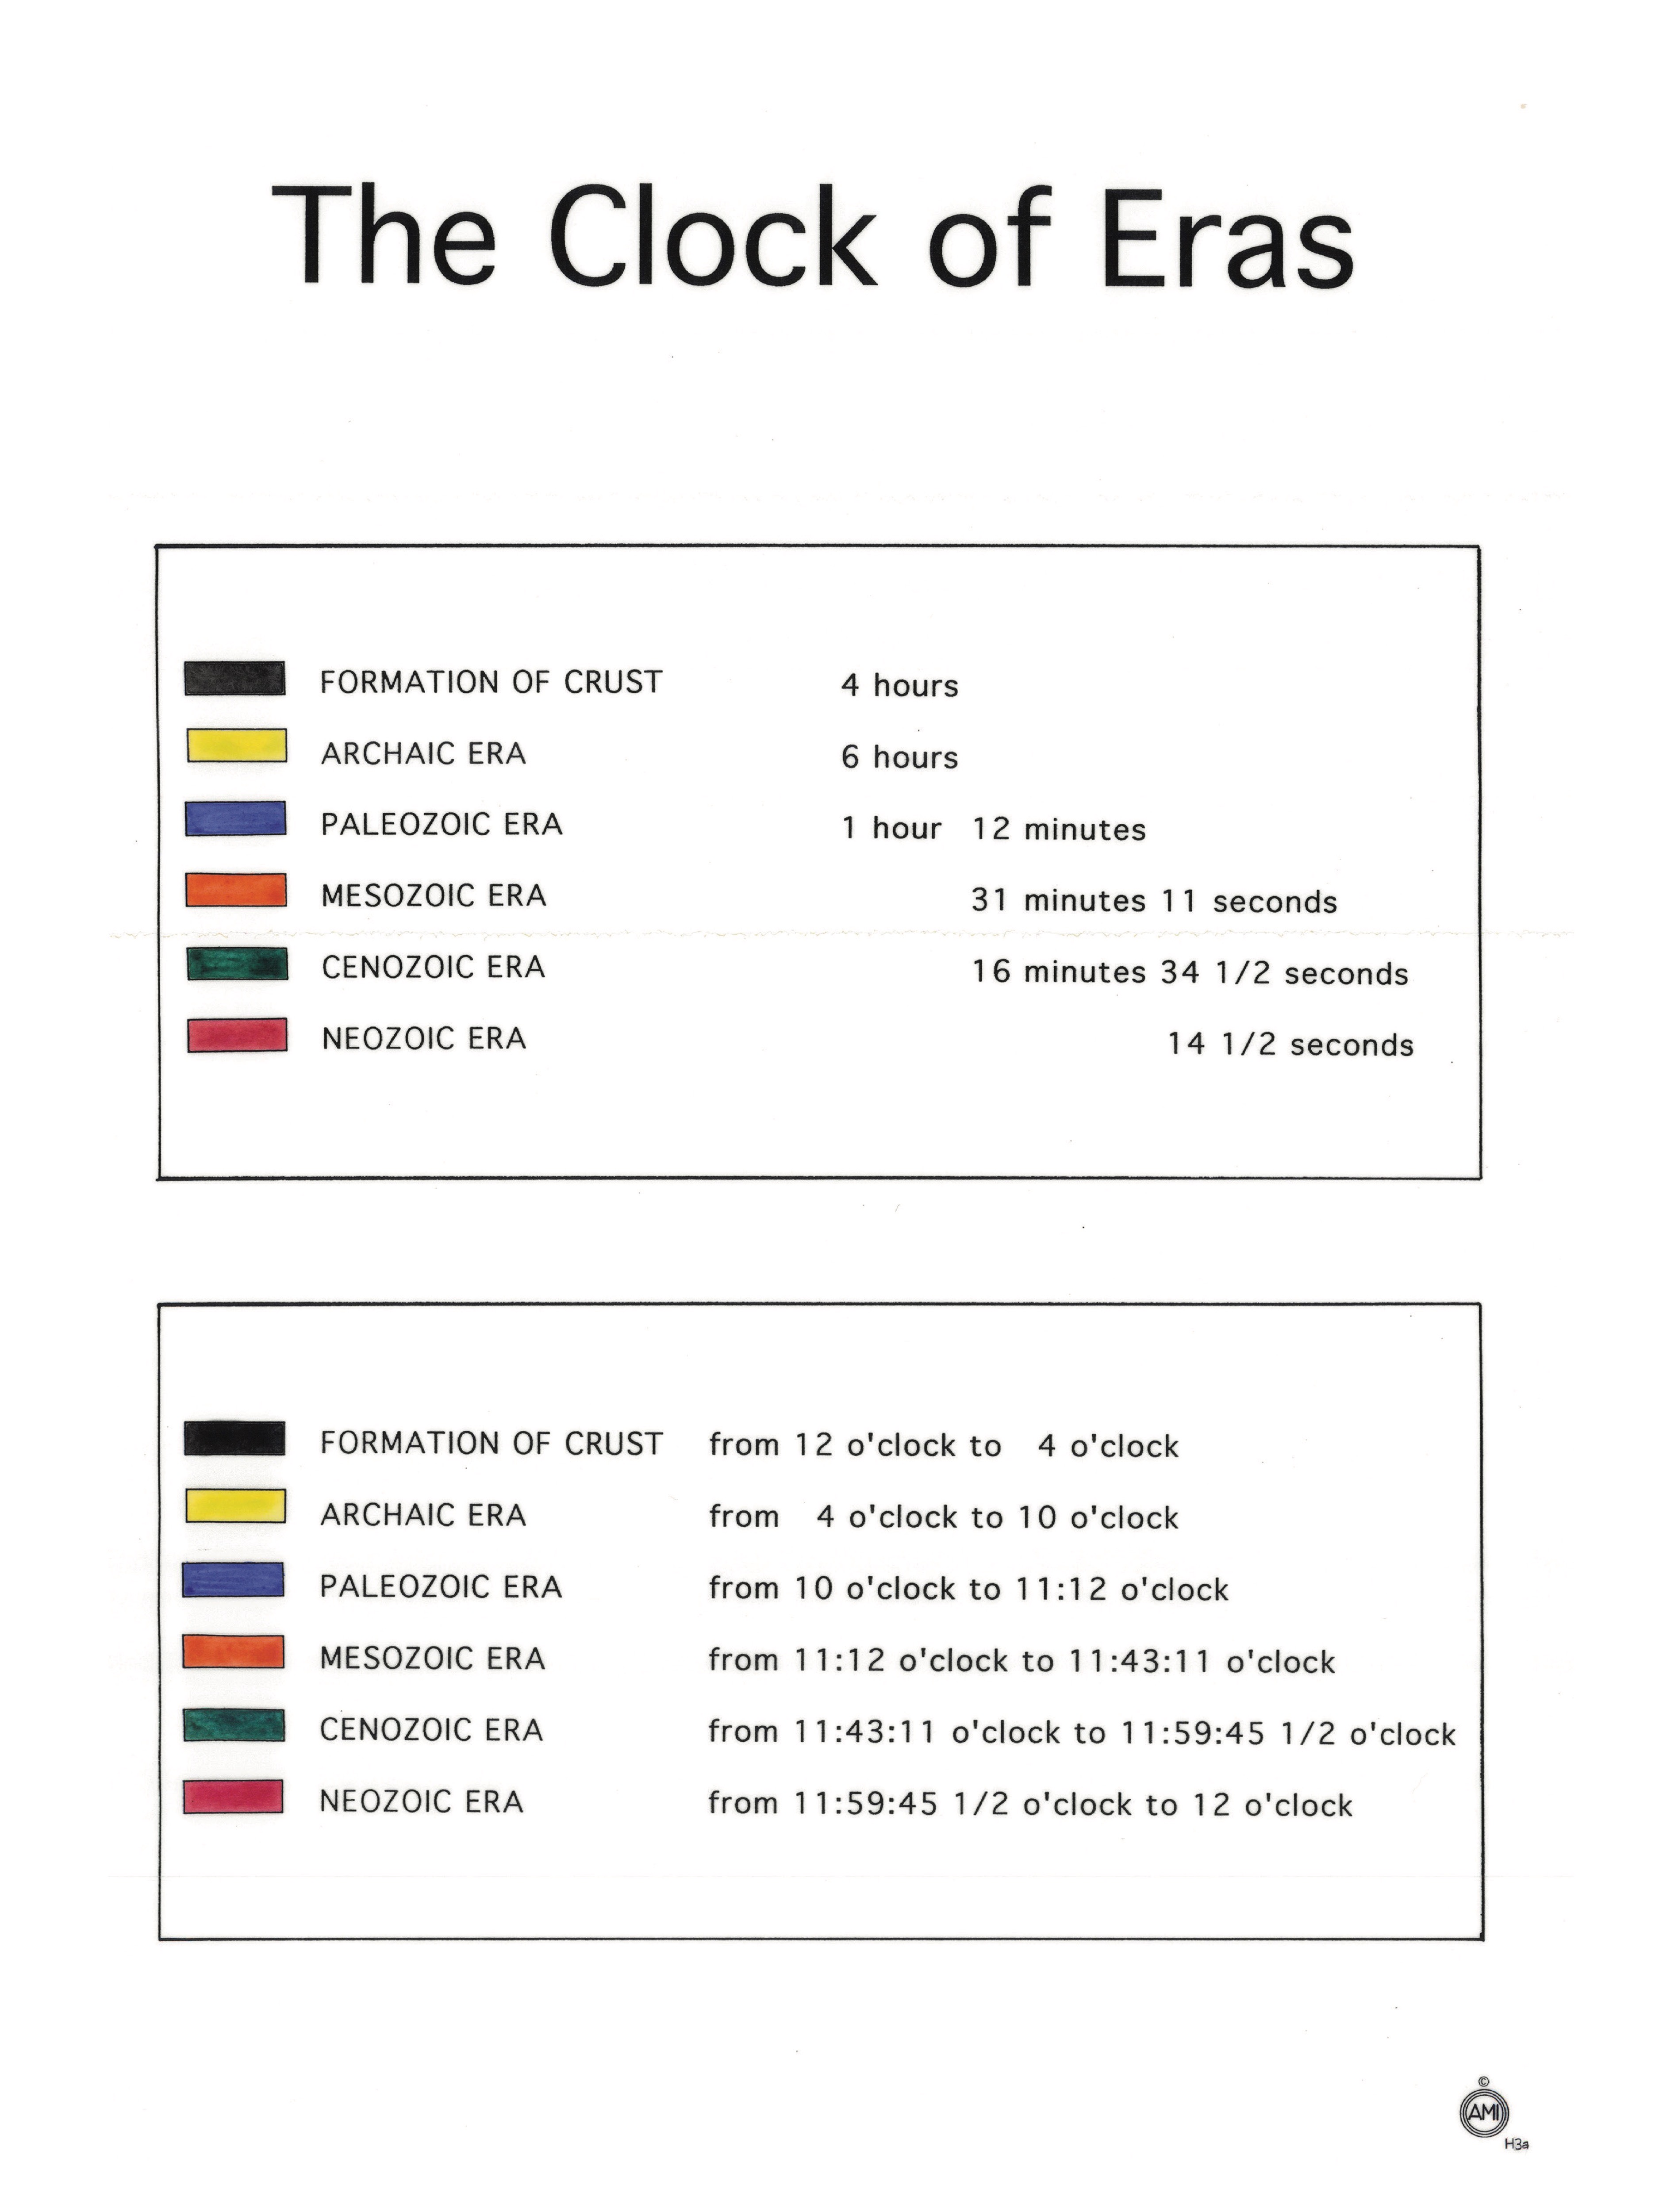 The Clock of Eras
FORMATION OF CRUST 4 hours
ARCHAIC ERA 6 hours
PALEOZOIC ERA 1 hour 12 minutes
MESOZOIC ERA 31 minutes 11 seconds
CENOZOIC ERA 16 minutes 34 1/2 seconds
NEOZOIC ERA 14 1/2 seconds
FORMATION OF CRUST from 12 o'clock to 4 o'clock
ARCHAIC ERA from 4 o'clock to 10 o'clock
PALEOZOIC ERA from 10 o'clock to 11:12 o'clock
MESOZOIC ERA from 11:12 o'clock to 11:43:11 o'clock
CENOZOIC ERA from 11:43:11 o'clock to 11:59:45 1/2 o'clock
NEOZOIC ERA from 11:59:45 1/2 o'clock to 12 o'clock
©
AMI
H3a